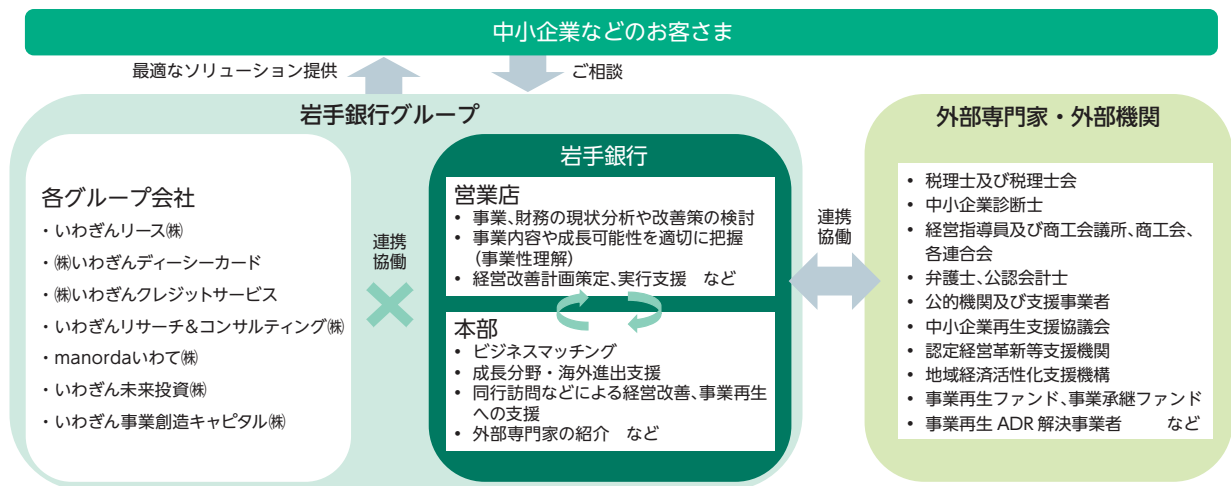 中小企業などのお客さま
最適なソリューション提供
ご相談
岩手銀行グループ
各グループ会社
・いわぎんリース㈱
・㈱いわぎんディーシーカード
・㈱いわぎんクレジットサービス
・いわぎんリサーチ＆コンサルティング㈱
・manordaいわて㈱
・いわぎん未来投資㈱
・いわぎん事業創造キャピタル㈱
連携
協働
岩手銀行
営業店
• 事業、財務の現状分析や改善策の検討
• 事業内容や成長可能性を適切に把握
（事業性理解）
• 経営改善計画策定、実行支援　など
本部
• ビジネスマッチング
• 成長分野・海外進出支援
• 同行訪問などによる経営改善、事業再生
への支援
• 外部専門家の紹介　など
連携
協働
外部専門家・外部機関
• 税理士及び税理士会
• 中小企業診断士
• 経営指導員及び商工会議所、商工会、
各連合会
• 弁護士、公認会計士
• 公的機関及び支援事業者
• 中小企業再生支援協議会
• 認定経営革新等支援機関
• 地域経済活性化支援機構
• 事業再生ファンド、事業承継ファンド
• 事業再生 ADR 解決事業者　　など